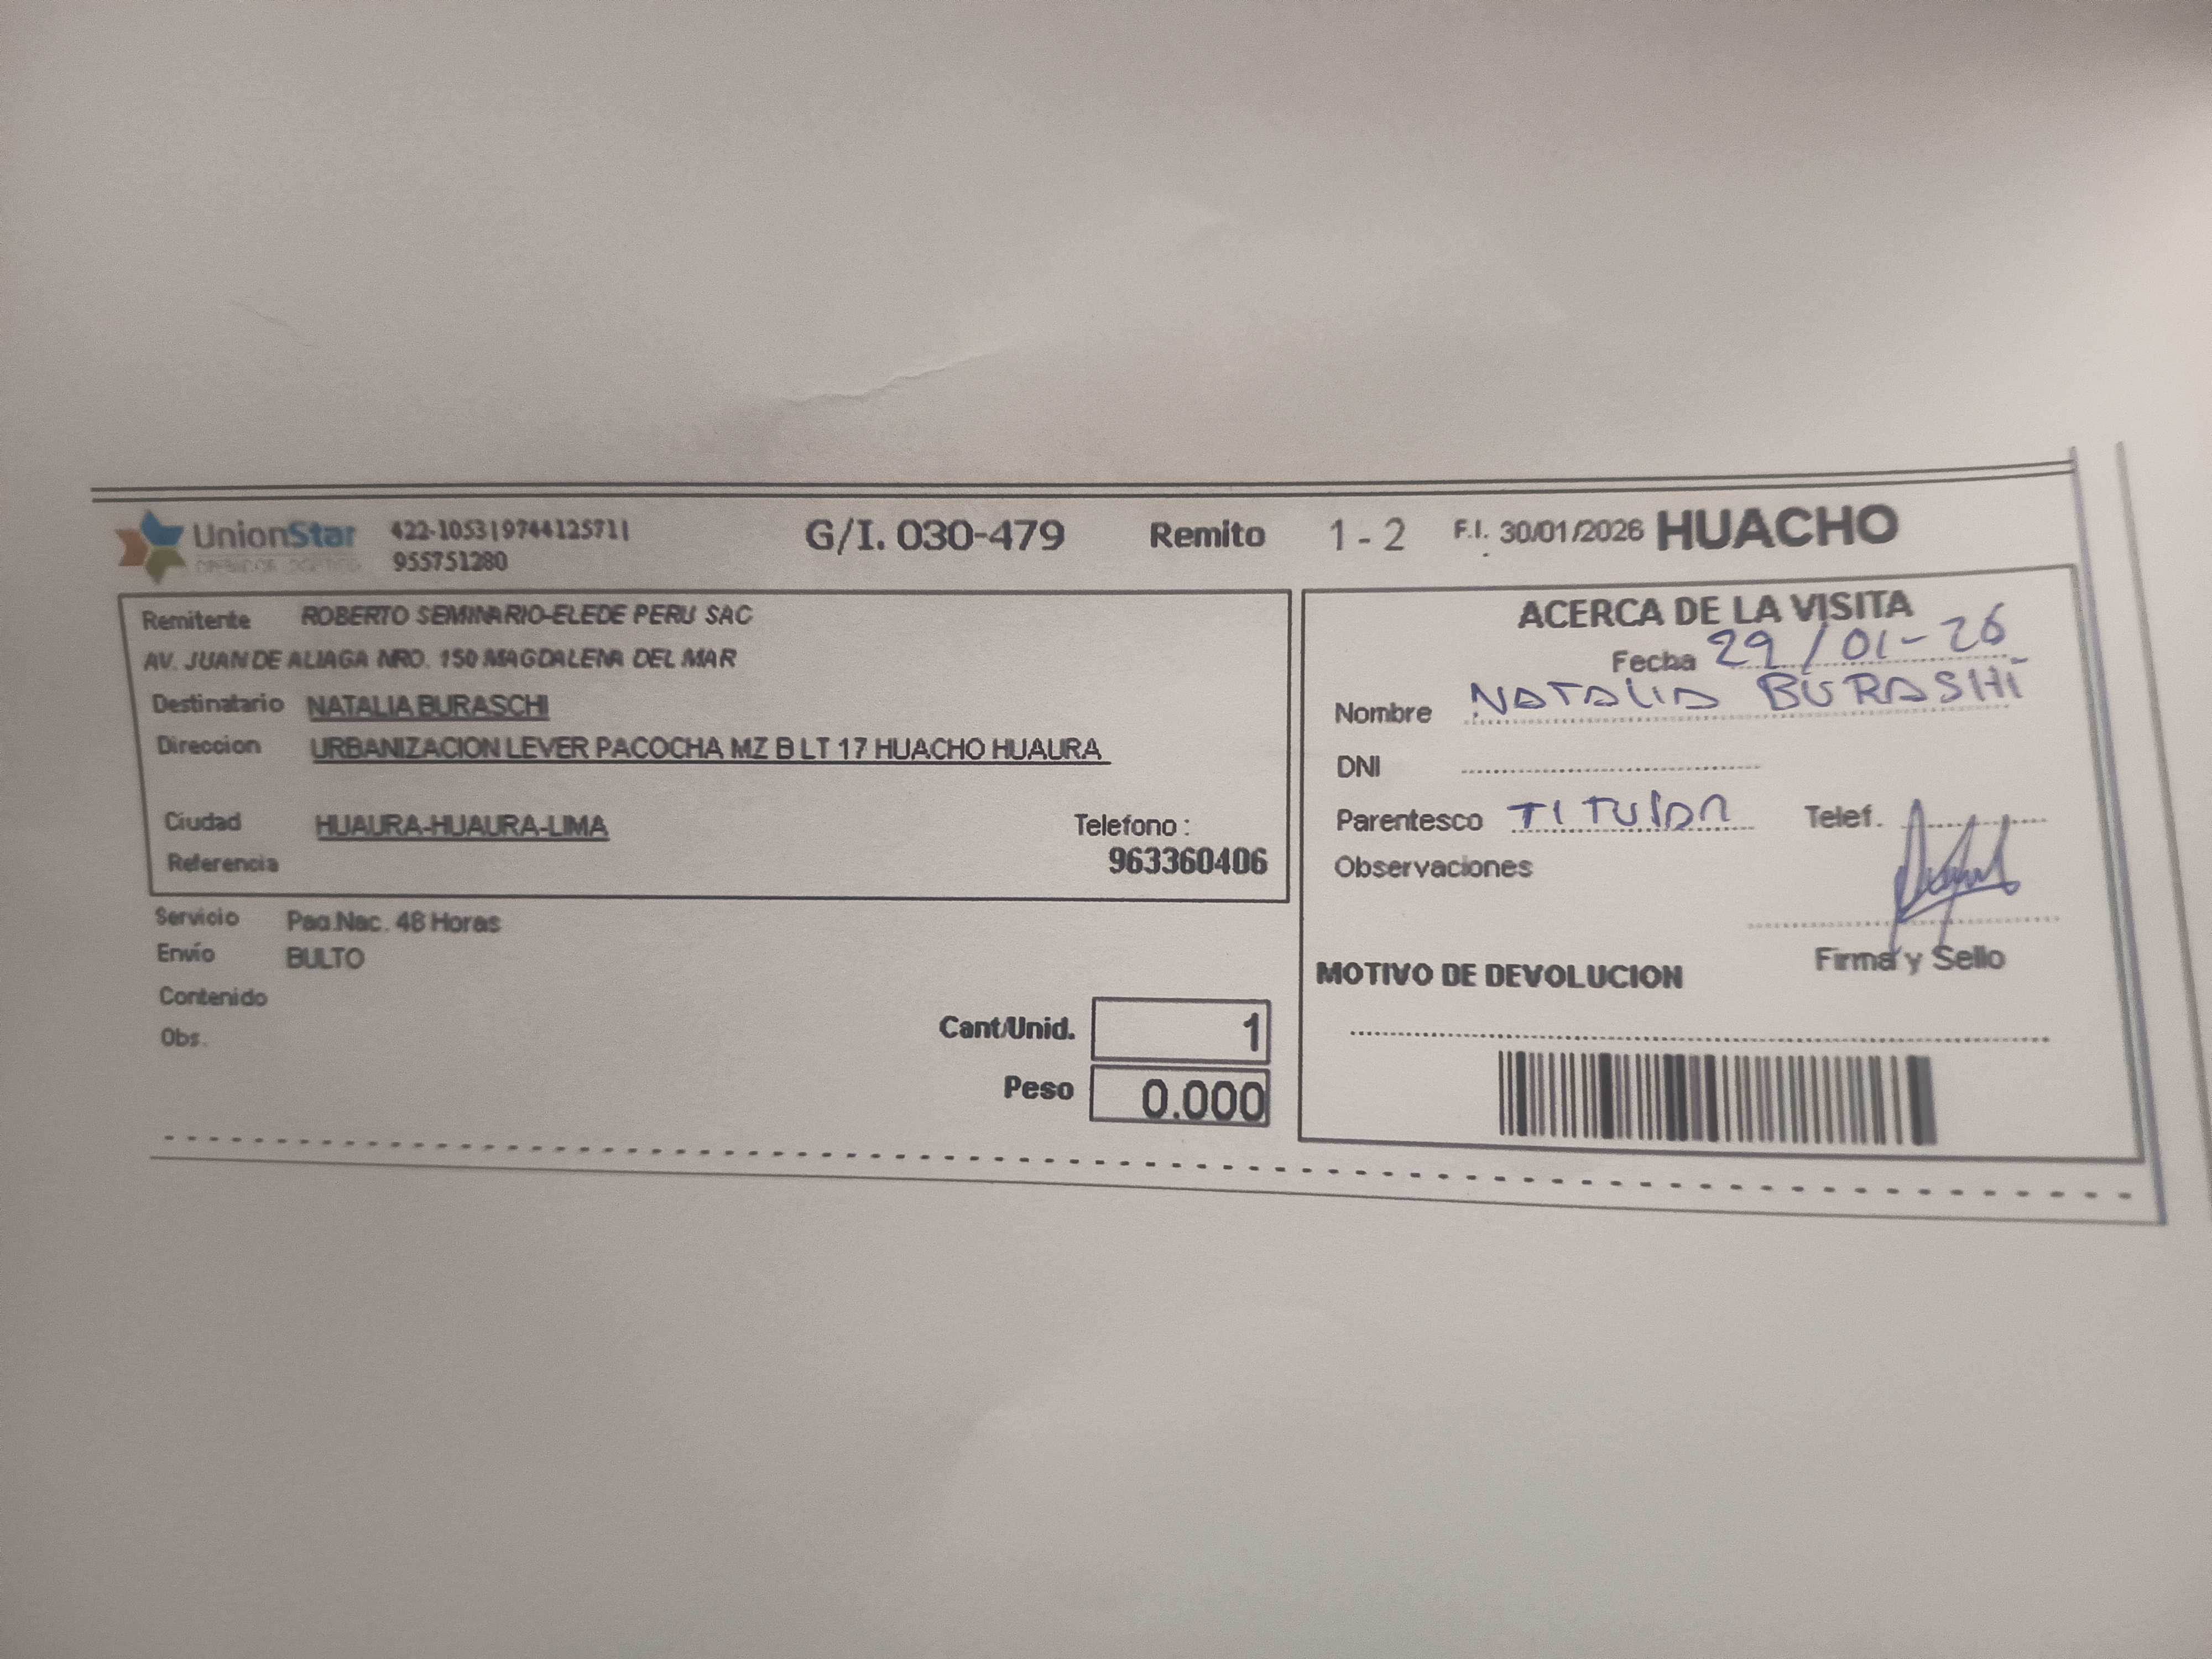 UnionStar 422-1053|974412571| G/I. 030-479 Remito 1 - 2 F.I. 30/01/2026 HUACHO
955751280
Remitente ROBERTO SEMINARIO-ELEDE PERU SAC
AV. JUAN DE ALIAGA NRO. 150 MAGDALENA DEL MAR
Destinatario NATALIA BURASCHI
Direccion URBANIZACION LEVER PACOCHA MZ B LT 17 HUACHO HUAURA
Ciudad HUAURA-HUAURA-LIMA Telefono :
Referencia 963360406
Servicio Paq.Nac. 48 Horas
Envío BULTO
Contenido
Obs.
Cant/Unid. 1
Peso 0.000
ACERCA DE LA VISITA
Fecha 29/01-26
Nombre NATALIA BURASHI
DNI
Parentesco TITULAR Telef.
Observaciones
Firma y Sello
MOTIVO DE DEVOLUCION